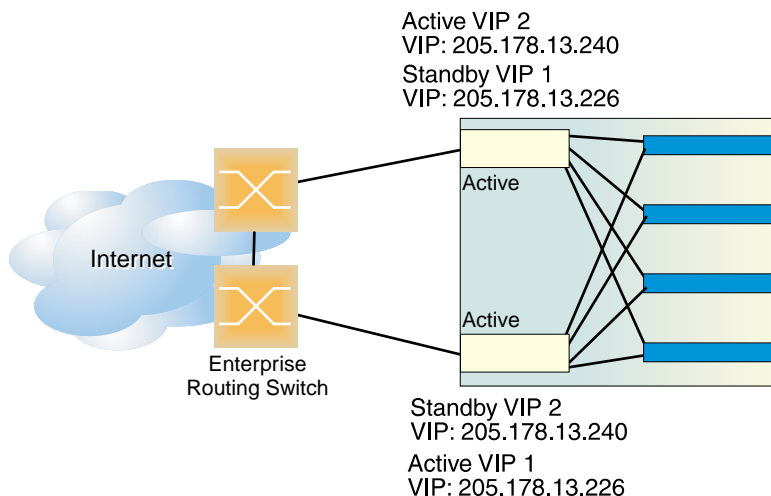 Active VIP 2
VIP: 205.178.13.240
Standby VIP 1
VIP: 205.178.13.226
Active
Internet
Active
Enterprise
Routing Switch
Standby VIP 2
VIP: 205.178.13.240
Active VIP 1
VIP: 205.178.13.226